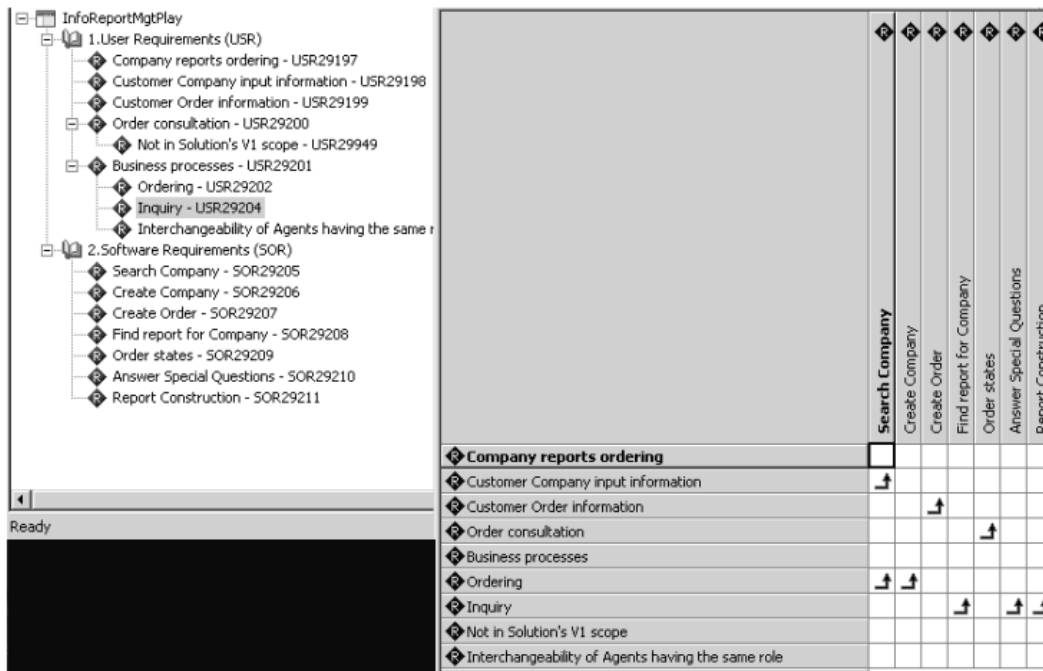 InfoReportMgtPlay
1.User Requirements (USR)
Company reports ordering - USR29197
Customer Company input information - USR29198
Customer Order information - USR29199
Order consultation - USR29200
Not in Solution's V1 scope - USR29949
Business processes - USR29201
Ordering - USR29202
Inquiry - USR29204
Interchangeability of Agents having the same r
2.Software Requirements (SOR)
Search Company - SOR29205
Create Company - SOR29206
Create Order - SOR29207
Find report for Company - SOR29208
Order states - SOR29209
Answer Special Questions - SOR29210
Report Construction - SOR29211
Ready
Search Company
Create Company
Create Order
Find report for Company
Order states
Answer Special Questions
Report Construction
Company reports ordering
Customer Company input information
Customer Order information
Order consultation
Business processes
Ordering
Inquiry
Not in Solution's V1 scope
Interchangeability of Agents having the same role